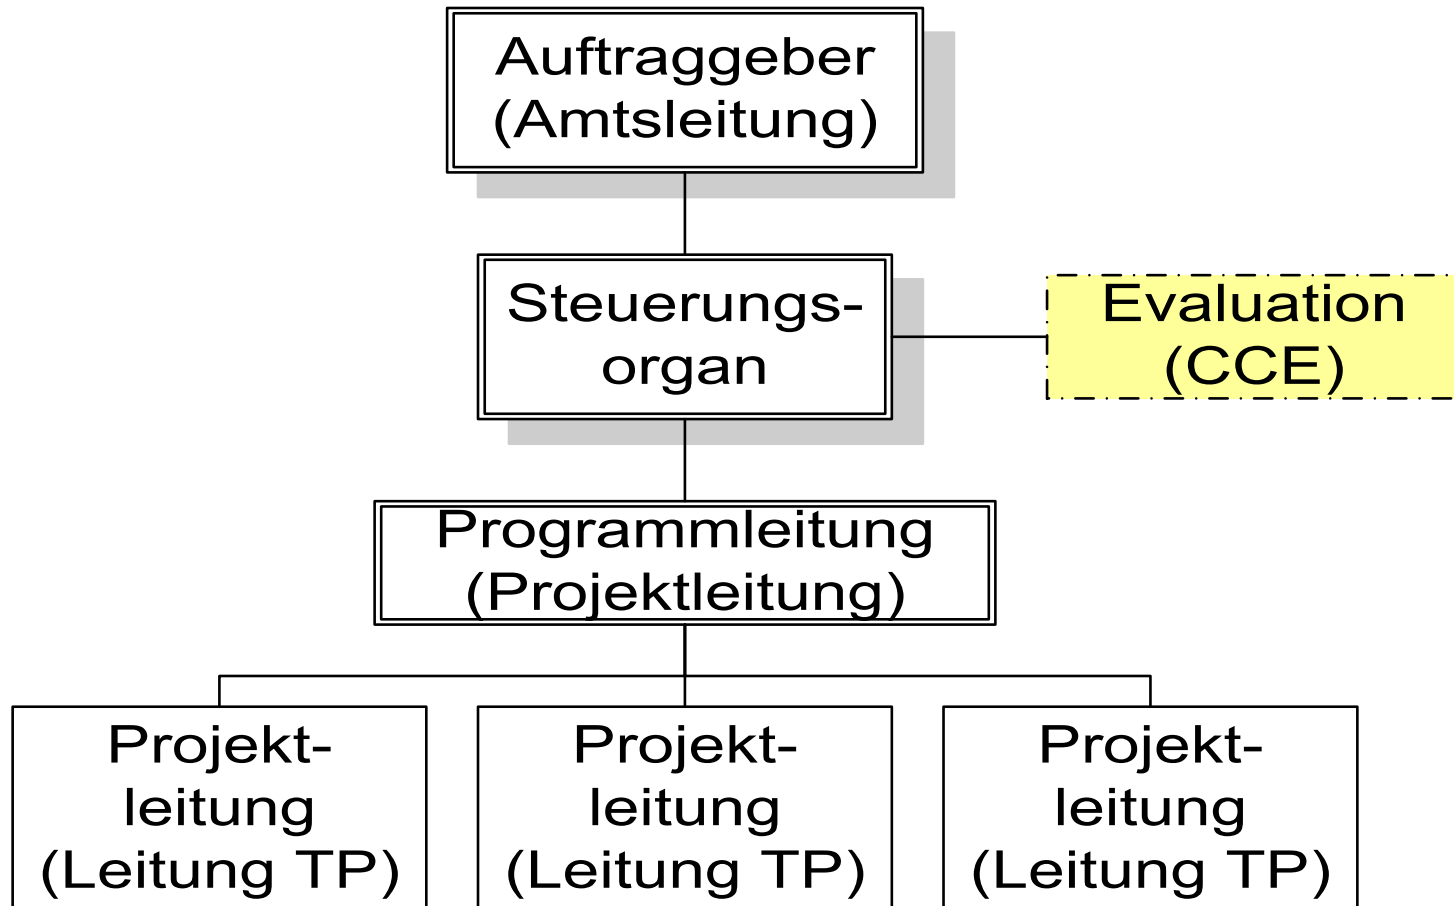 Auftraggeber
(Amtsleitung)
Steuerungs-
organ
Evaluation
(CCE)
Programmleitung
(Projektleitung)
Projekt-
leitung
(Leitung TP)
Projekt-
leitung
(Leitung TP)
Projekt-
leitung
(Leitung TP)